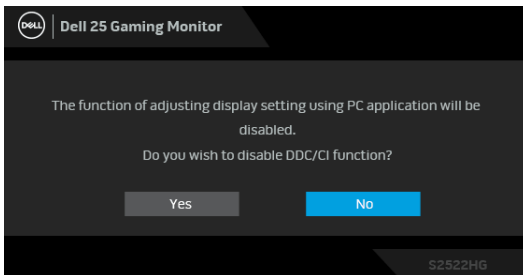 DELL
Dell 25 Gaming Monitor
The function of adjusting display setting using PC application will be
disabled.
Do you wish to disable DDC/CI function?
Yes
No
S2522HG